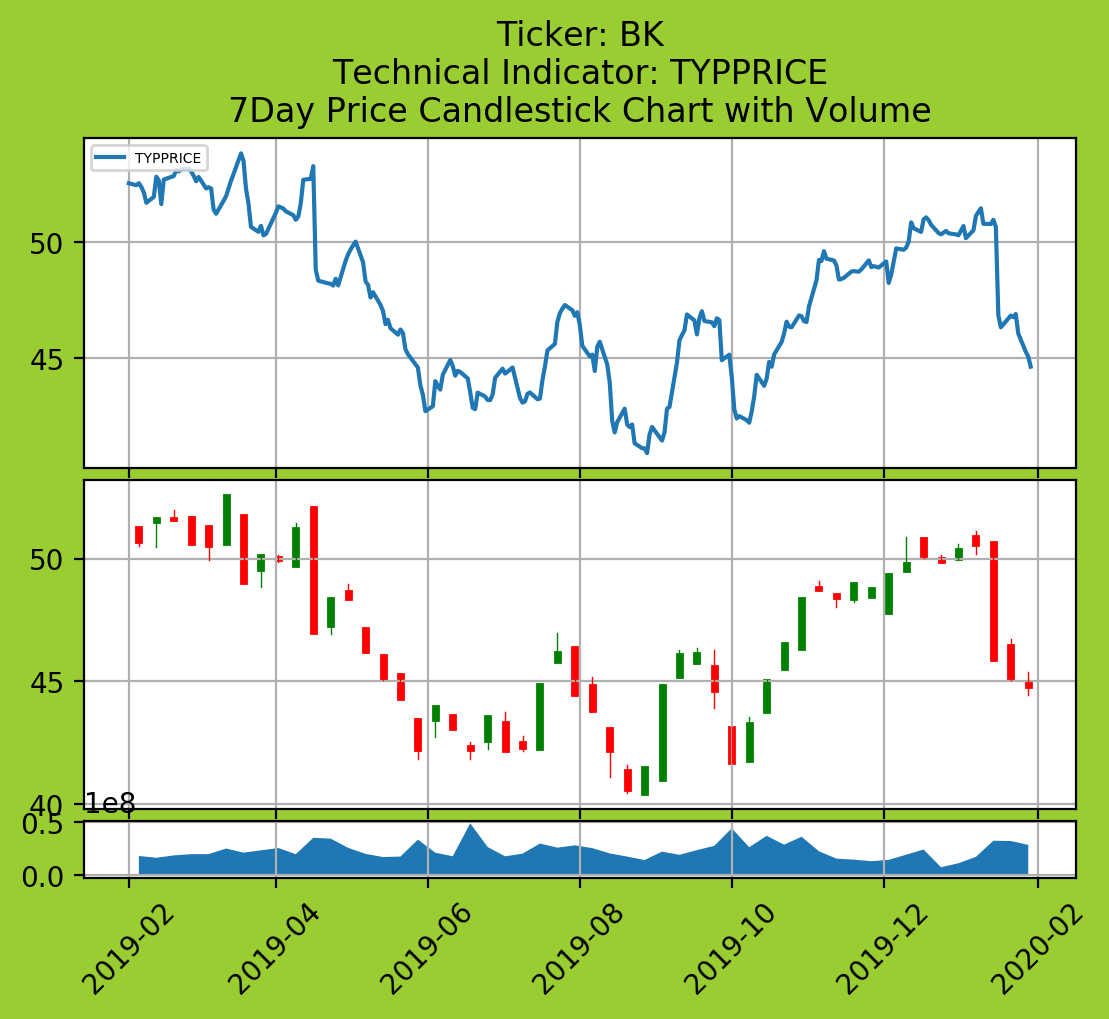 Ticker: BK
Technical Indicator: TYPPRICE
7Day Price Candlestick Chart with Volume
TYPPRICE
50
45
50
45
40
1e8
0.5
0.0
2019-02
2019-04
2019-06
2019-08
2019-10
2019-12
2020-02